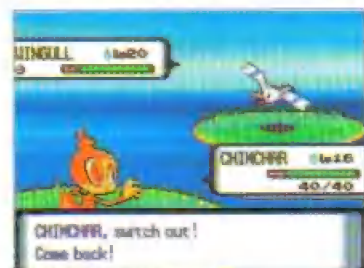 WINGULL Lv20
CHIMCHAR Lv16
40/40
CHIMCHAR, switch out!
Come back!